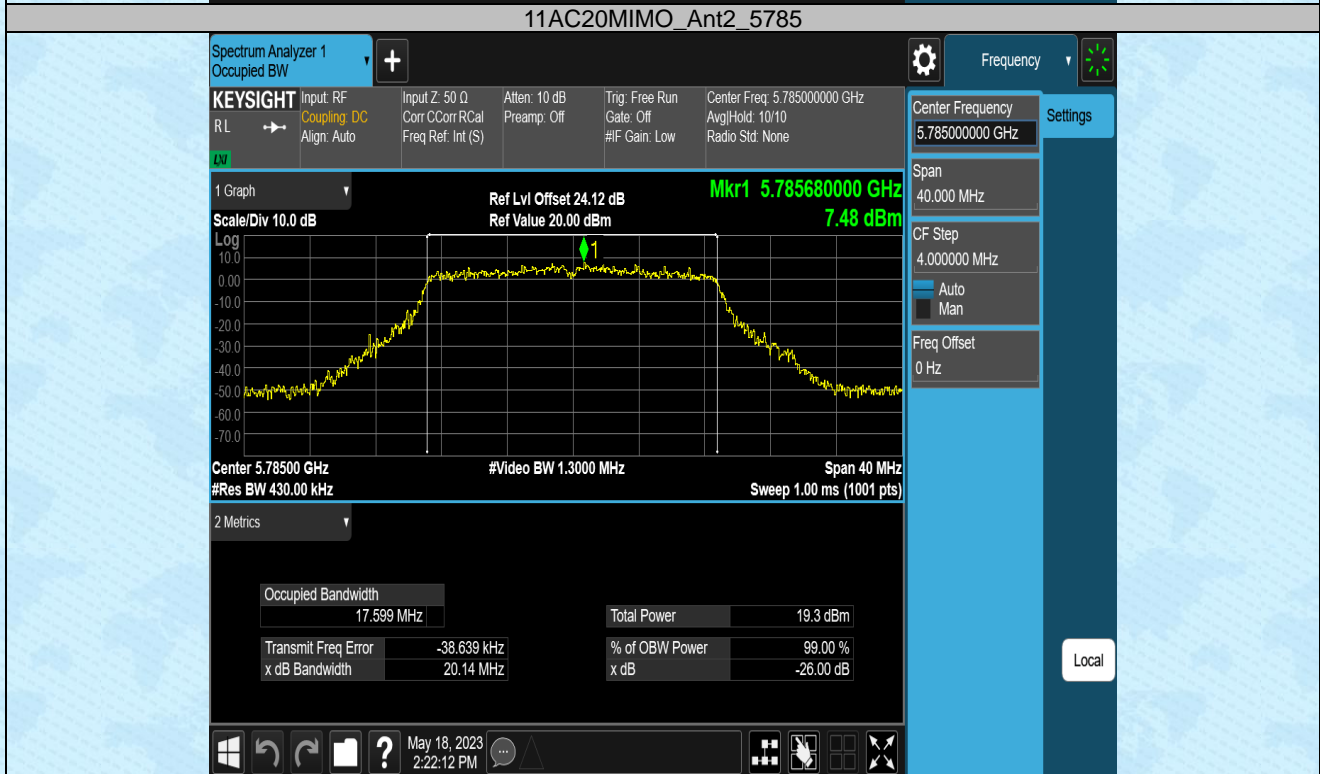 11AC20MIMO_Ant2_5785
Spectrum Analyzer 1
Occupied BW
Frequency
KEYSIGHT
R L
LXI
Input: RF
Coupling: DC
Align: Auto
Input Z: 50 Ω
Corr CCorr RCal
Freq Ref: Int (S)
Atten: 10 dB
Preamp: Off
Trig: Free Run
Gate: Off
#IF Gain: Low
Center Freq: 5.785000000 GHz
Avg|Hold: 10/10
Radio Std: None
Center Frequency
5.785000000 GHz
Settings
Span
40.000 MHz
CF Step
4.000000 MHz
Auto
Man
Freq Offset
0 Hz
1 Graph
Scale/Div 10.0 dB
Ref Lvl Offset 24.12 dB
Ref Value 20.00 dBm
Mkr1 5.785680000 GHz
7.48 dBm
Log
1
10.0
0.00
-10.0
-20.0
-30.0
-40.0
-50.0
-60.0
-70.0
Center 5.78500 GHz
#Video BW 1.3000 MHz
Span 40 MHz
#Res BW 430.00 kHz
Sweep 1.00 ms (1001 pts)
2 Metrics
Occupied Bandwidth
17.599 MHz
Total Power 19.3 dBm
Transmit Freq Error -38.639 kHz
% of OBW Power 99.00 %
x dB Bandwidth 20.14 MHz
x dB -26.00 dB
Local
?
May 18, 2023
2:22:12 PM